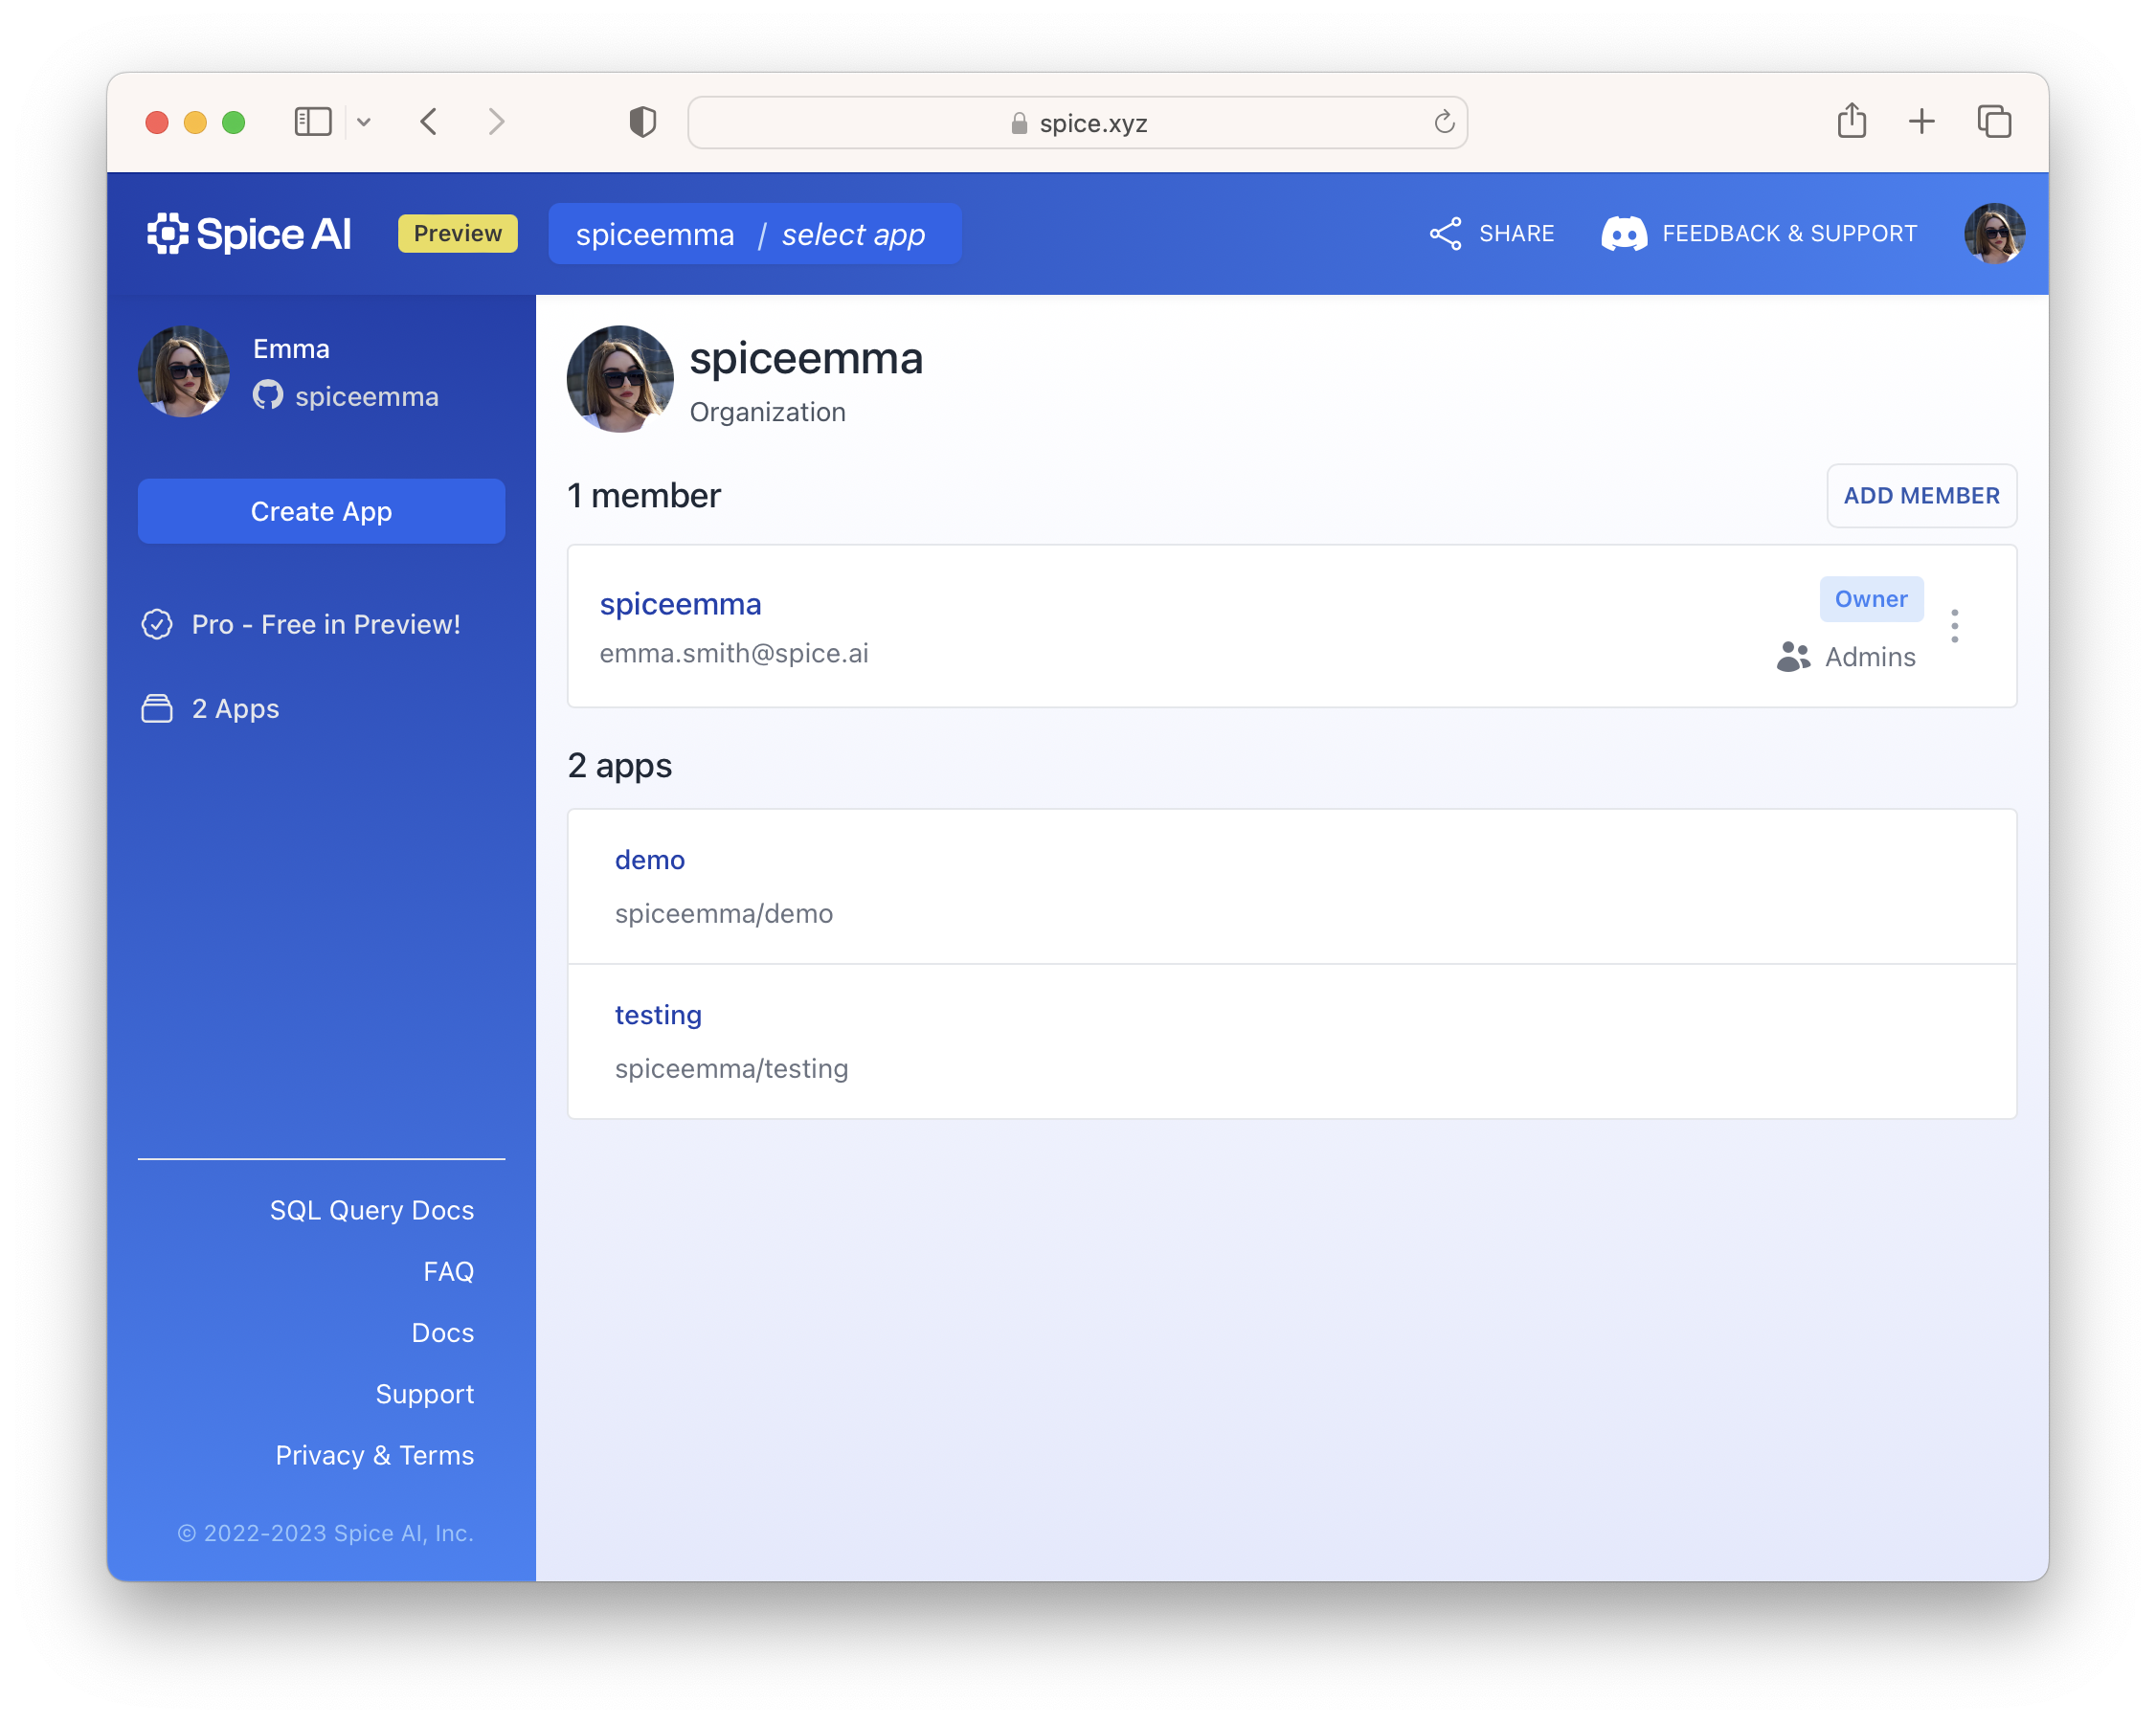 spice.xyz
Spice AI
Preview
spiceemma / select app
SHARE
FEEDBACK & SUPPORT
Emma
spiceemma
Create App
Pro - Free in Preview!
2 Apps
SQL Query Docs
FAQ
Docs
Support
Privacy & Terms
© 2022-2023 Spice AI, Inc.
spiceemma
Organization
1 member
ADD MEMBER
spiceemma
emma.smith@spice.ai
Owner
Admins
2 apps
demo
spiceemma/demo
testing
spiceemma/testing